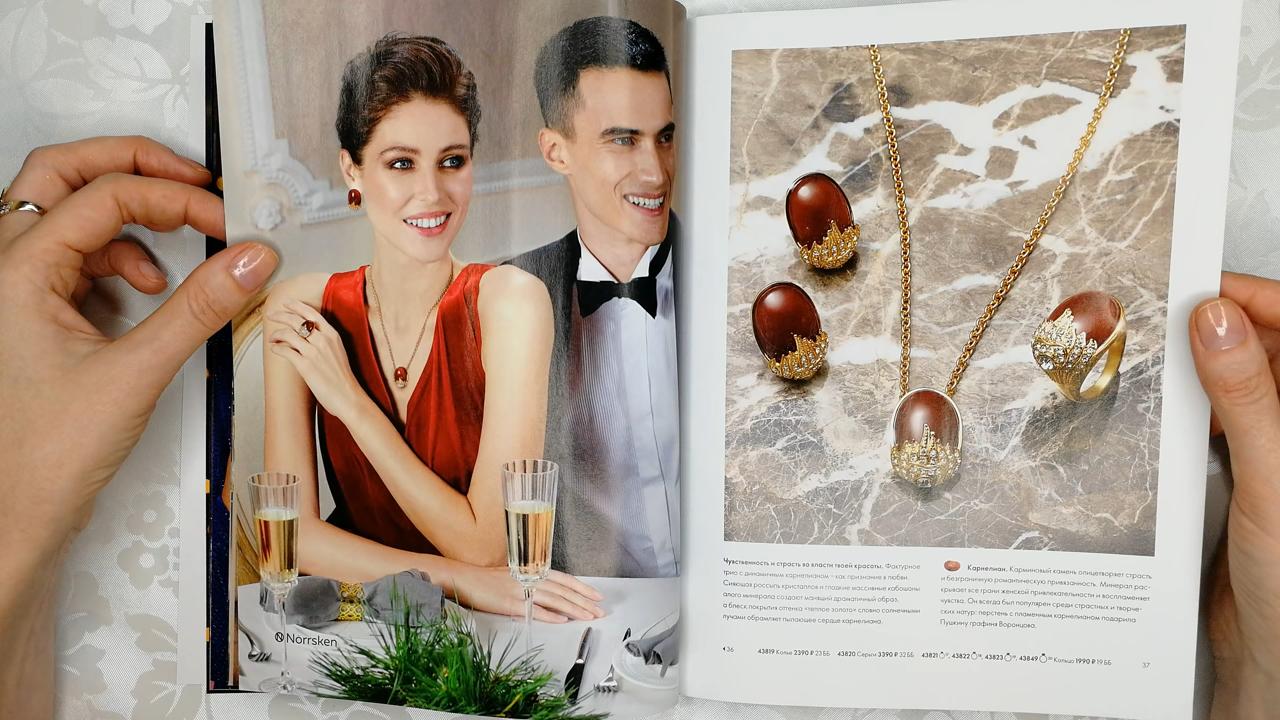 Norrsken
Чувственность и страсть во власти твоей красоты. Фактурное
трио с динамичным карнелианом – как признание в любви.
Сияющая россыпь кристаллов и гладкие массивные кабошоны
алого минерала создают манящий драматичный образ,
а блеск покрытия оттенка «теплое золото» словно солнечными
лучами обрамляет пылающее сердце карнелиана.
Карнелиан. Карминовый камень олицетворяет страсть
и безграничную романтическую привязанность. Минерал рас-
крывает все грани женской привлекательности и воспламеняет
чувства. Он всегда был популярен среди страстных и творче-
ских натур: перстень с пламенным карнелианом подарила
Пушкину графиня Воронцова.
36
43819 Колье 2390 ₽ 23 ББ 43820 Серьги 3390 ₽ 32 ББ 43821 43822 43823 43849 Кольцо 1990 ₽ 19 ББ
37